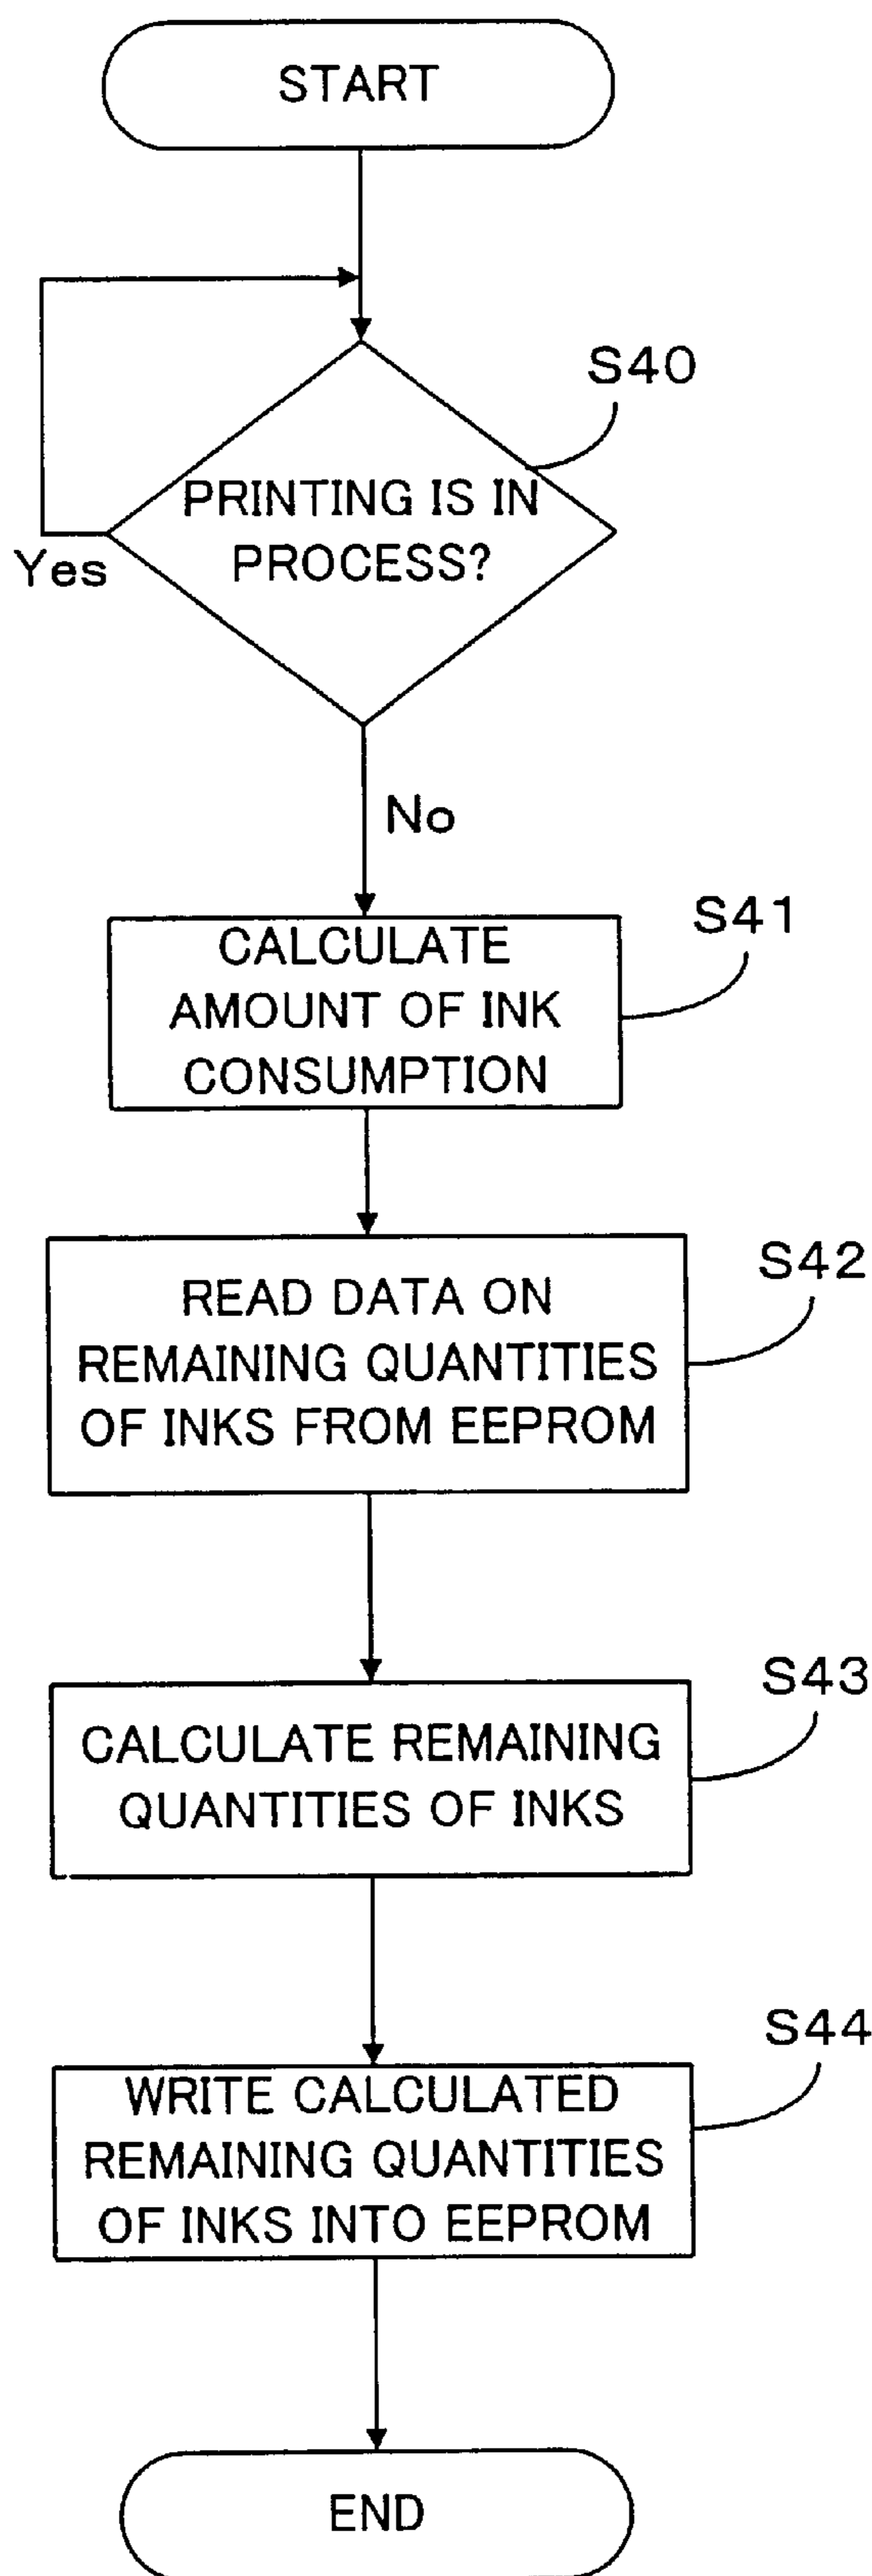 START
S40
PRINTING IS IN
PROCESS?
Yes
No
S41
CALCULATE
AMOUNT OF INK
CONSUMPTION
S42
READ DATA ON
REMAINING QUANTITIES
OF INKS FROM EEPROM
S43
CALCULATE REMAINING
QUANTITIES OF INKS
S44
WRITE CALCULATED
REMAINING QUANTITIES
OF INKS INTO EEPROM
END